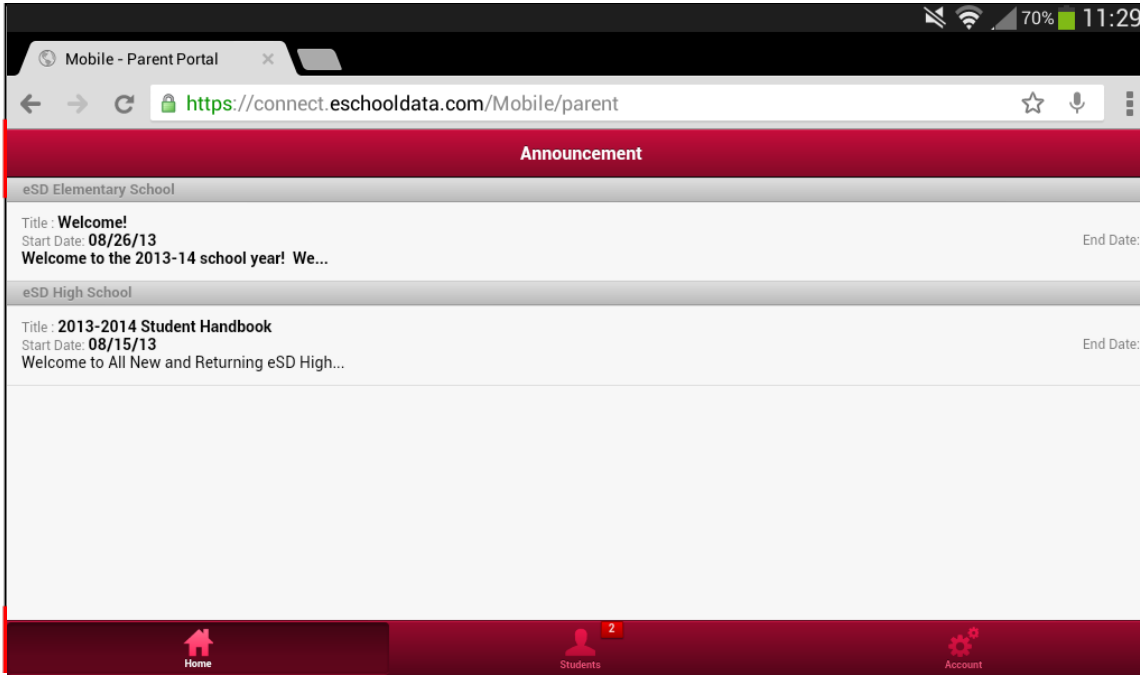 70% 11:29
Mobile - Parent Portal
https://connect.eschooldata.com/Mobile/parent
Announcement
eSD Elementary School
Title : Welcome!
Start Date: 08/26/13
End Date:
Welcome to the 2013-14 school year! We...
eSD High School
Title : 2013-2014 Student Handbook
Start Date: 08/15/13
End Date:
Welcome to All New and Returning eSD High...
2
Home Students Account